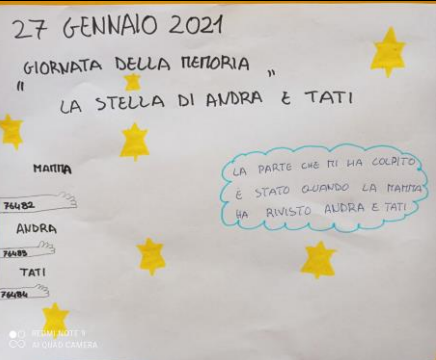 27 GENNAIO 2021
GIORNATA DELLA MEMORIA
" LA STELLA DI ANDRA E TATI "
MAMMA
76482
ANDRA
76483
TATI
76484
LA PARTE CHE MI HA COLPITO
È STATO QUANDO LA MAMMA
HA RIVISTO ANDRA E TATI
REDMI NOTE 9
AI QUAD CAMERA